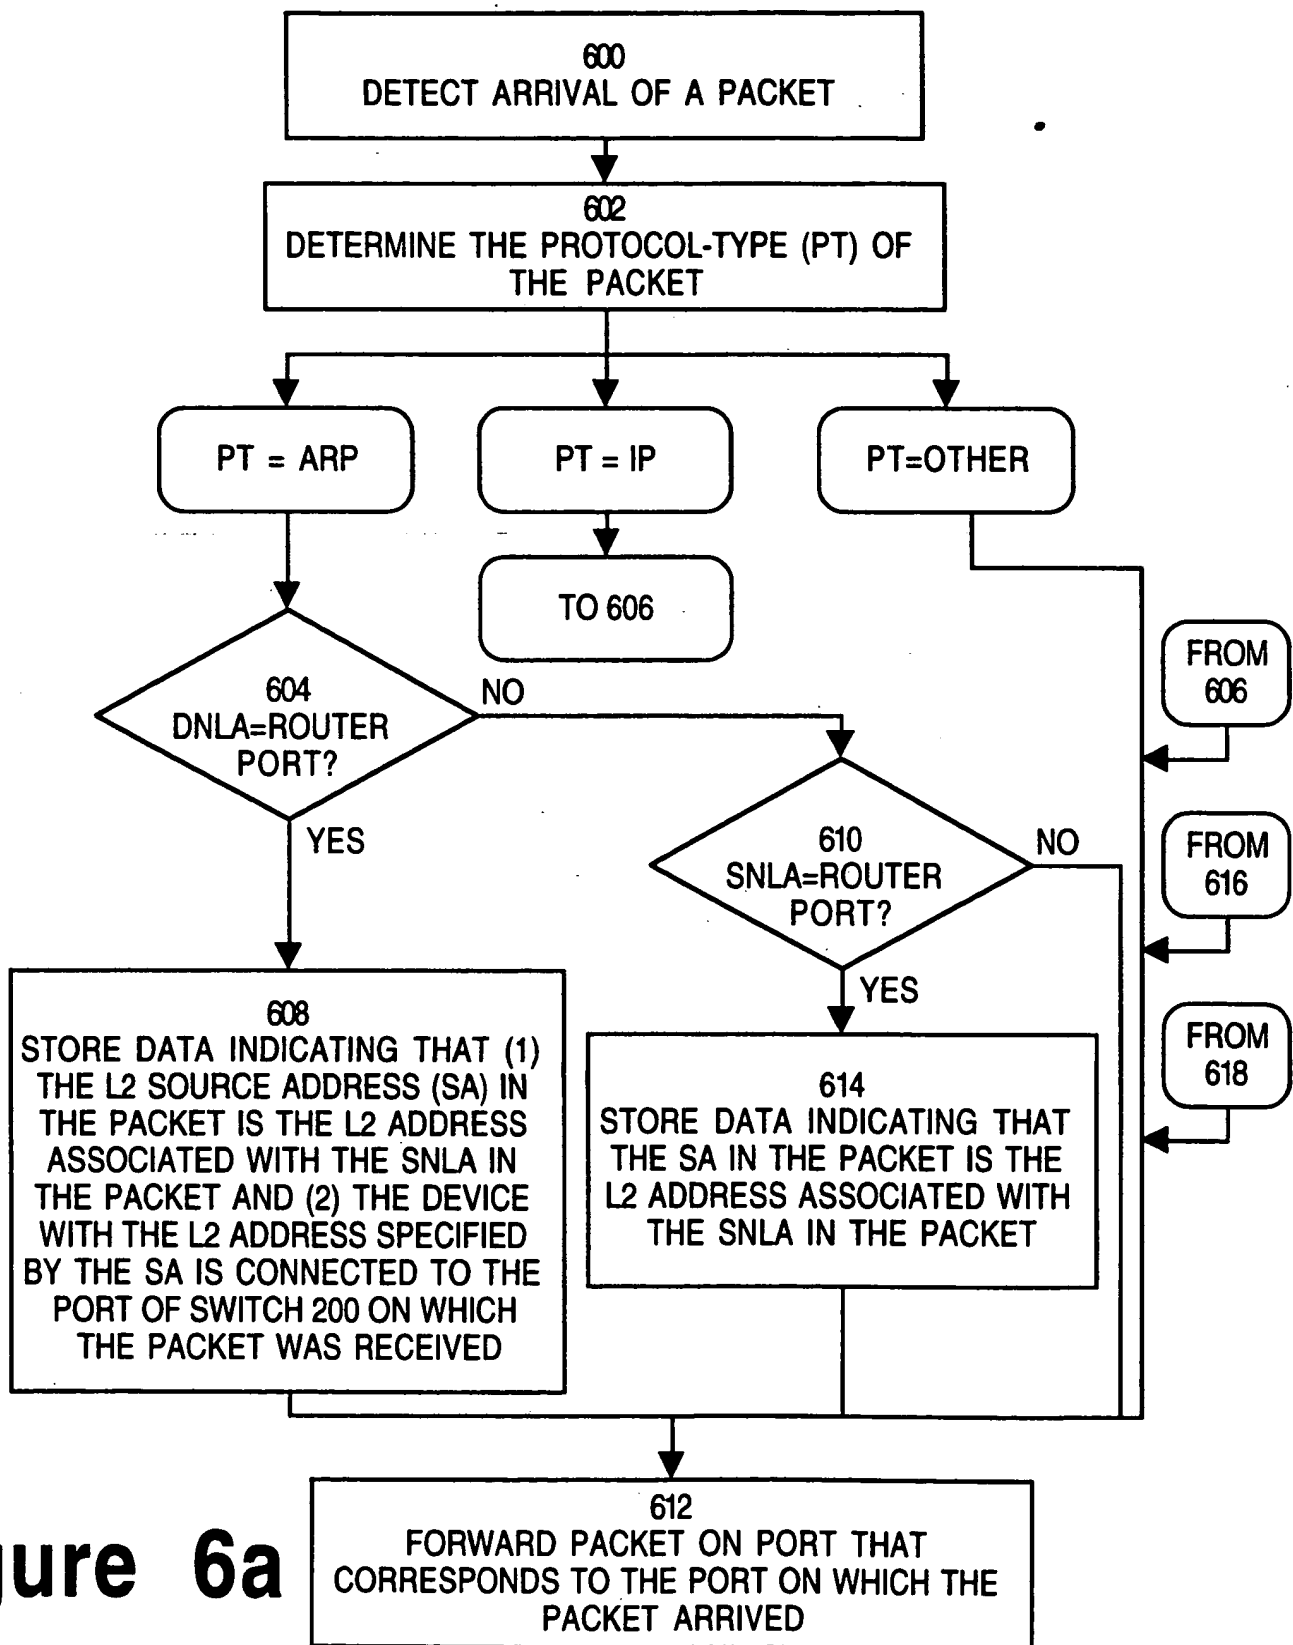 600
DETECT ARRIVAL OF A PACKET
602
DETERMINE THE PROTOCOL-TYPE (PT) OF
THE PACKET
PT = ARP
PT = IP
PT=OTHER
TO 606
FROM
606
604
DNLA=ROUTER
PORT?
NO
YES
610
SNLA=ROUTER
PORT?
NO
YES
FROM
616
FROM
618
608
STORE DATA INDICATING THAT (1)
THE L2 SOURCE ADDRESS (SA) IN
THE PACKET IS THE L2 ADDRESS
ASSOCIATED WITH THE SNLA IN
THE PACKET AND (2) THE DEVICE
WITH THE L2 ADDRESS SPECIFIED
BY THE SA IS CONNECTED TO THE
PORT OF SWITCH 200 ON WHICH
THE PACKET WAS RECEIVED
614
STORE DATA INDICATING THAT
THE SA IN THE PACKET IS THE
L2 ADDRESS ASSOCIATED WITH
THE SNLA IN THE PACKET
612
FORWARD PACKET ON PORT THAT
CORRESPONDS TO THE PORT ON WHICH THE
PACKET ARRIVED
gure 6a